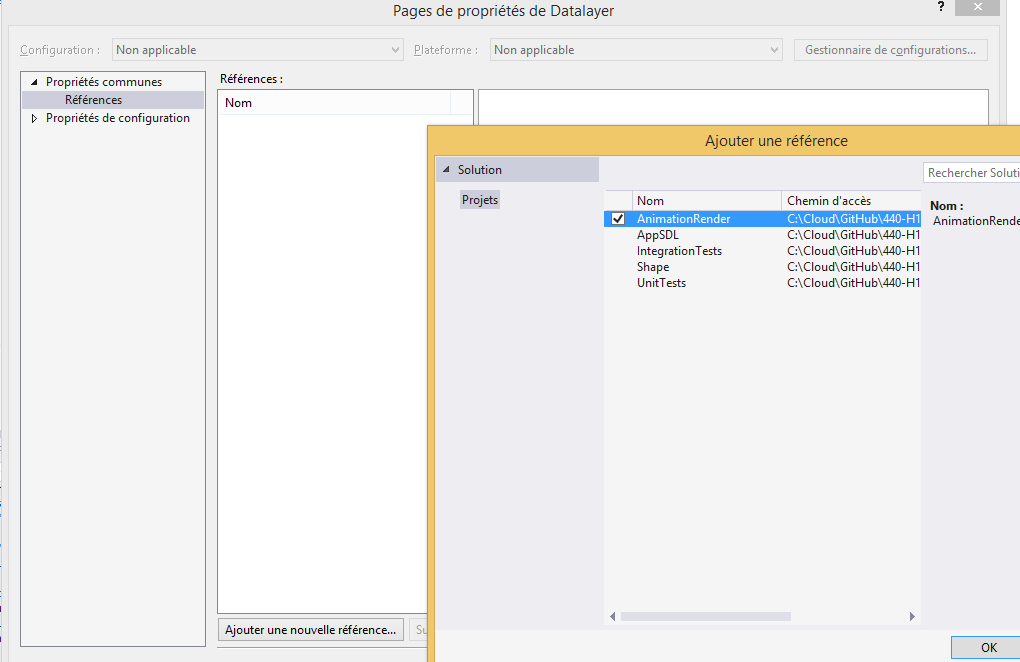 Pages de propriétés de Datalayer
?
Configuration : Non applicable Plateforme : Non applicable Gestionnaire de configurations...
Propriétés communes
Références
Propriétés de configuration
Références :
Nom
Ajouter une nouvelle référence...
Ajouter une référence
Solution
Projets
Rechercher Soluti
Nom Chemin d'accès
AnimationRender C:\Cloud\GitHub\440-H1
AppSDL C:\Cloud\GitHub\440-H1
IntegrationTests C:\Cloud\GitHub\440-H1
Shape C:\Cloud\GitHub\440-H1
UnitTests C:\Cloud\GitHub\440-H1
Nom :
AnimationRende
OK